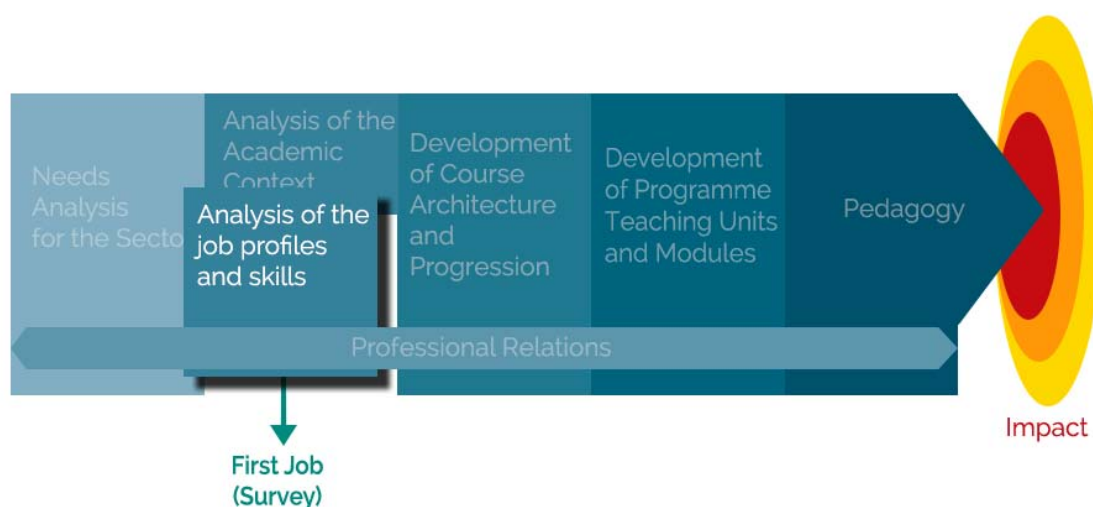 Needs
Analysis
for the Secto
Analysis of the
Academic
Context
Analysis of the
job profiles
and skills
Development
of Course
Architecture
and
Progression
Development
of Programme
Teaching Units
and Modules
Pedagogy
Professional Relations
Impact
First Job
(Survey)